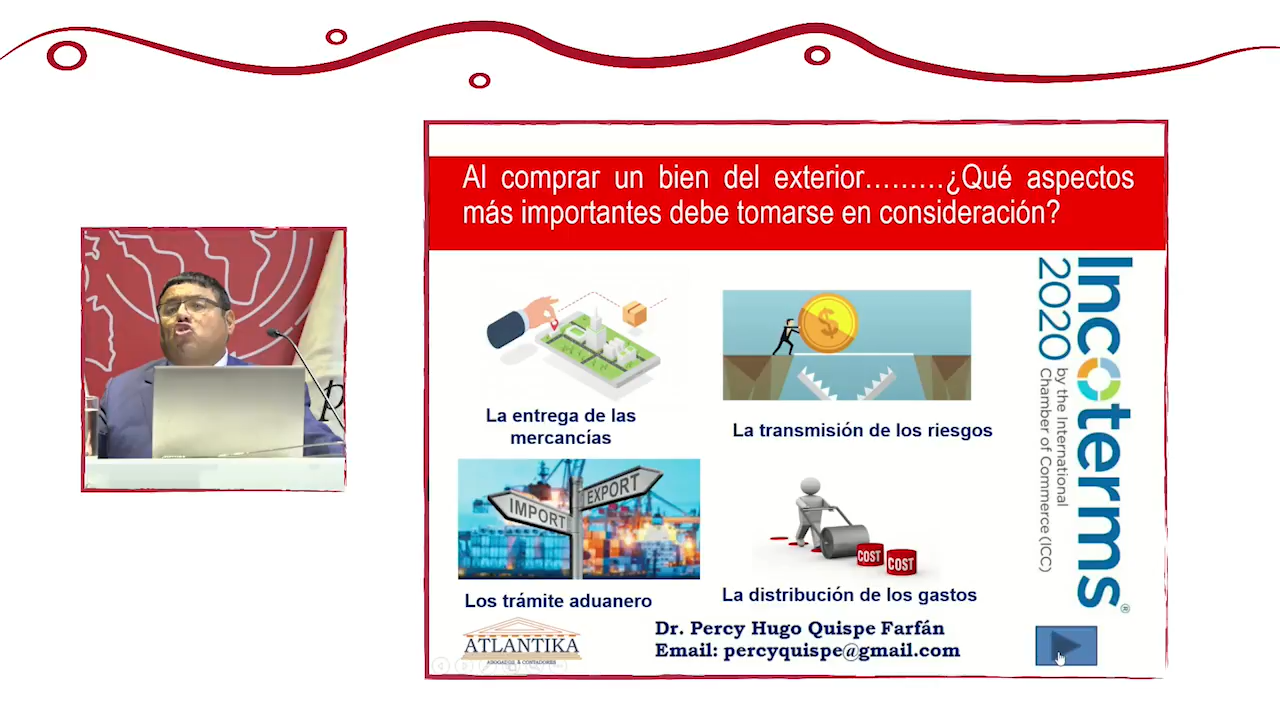 Al comprar un bien del exterior.........¿Qué aspectos
más importantes debe tomarse en consideración?
La entrega de las
mercancías
La transmisión de los riesgos
IMPORT
EXPORT
COST
COST
Los trámite aduanero
La distribución de los gastos
ATLANTIKA
ABOGADOS & CONTADORES
Dr. Percy Hugo Quispe Farfán
Email: percyquispe@gmail.com
Incoterms®
2020
by the International
Chamber of Commerce (ICC)
p